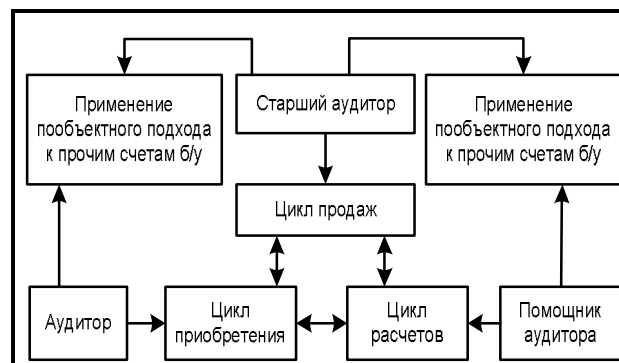 Применение
пообъектного подхода
к прочим счетам б/у
Старший аудитор
Применение
пообъектного подхода
к прочим счетам б/у
Цикл продаж
Аудитор
Цикл
приобретения
Цикл
расчетов
Помощник
аудитора